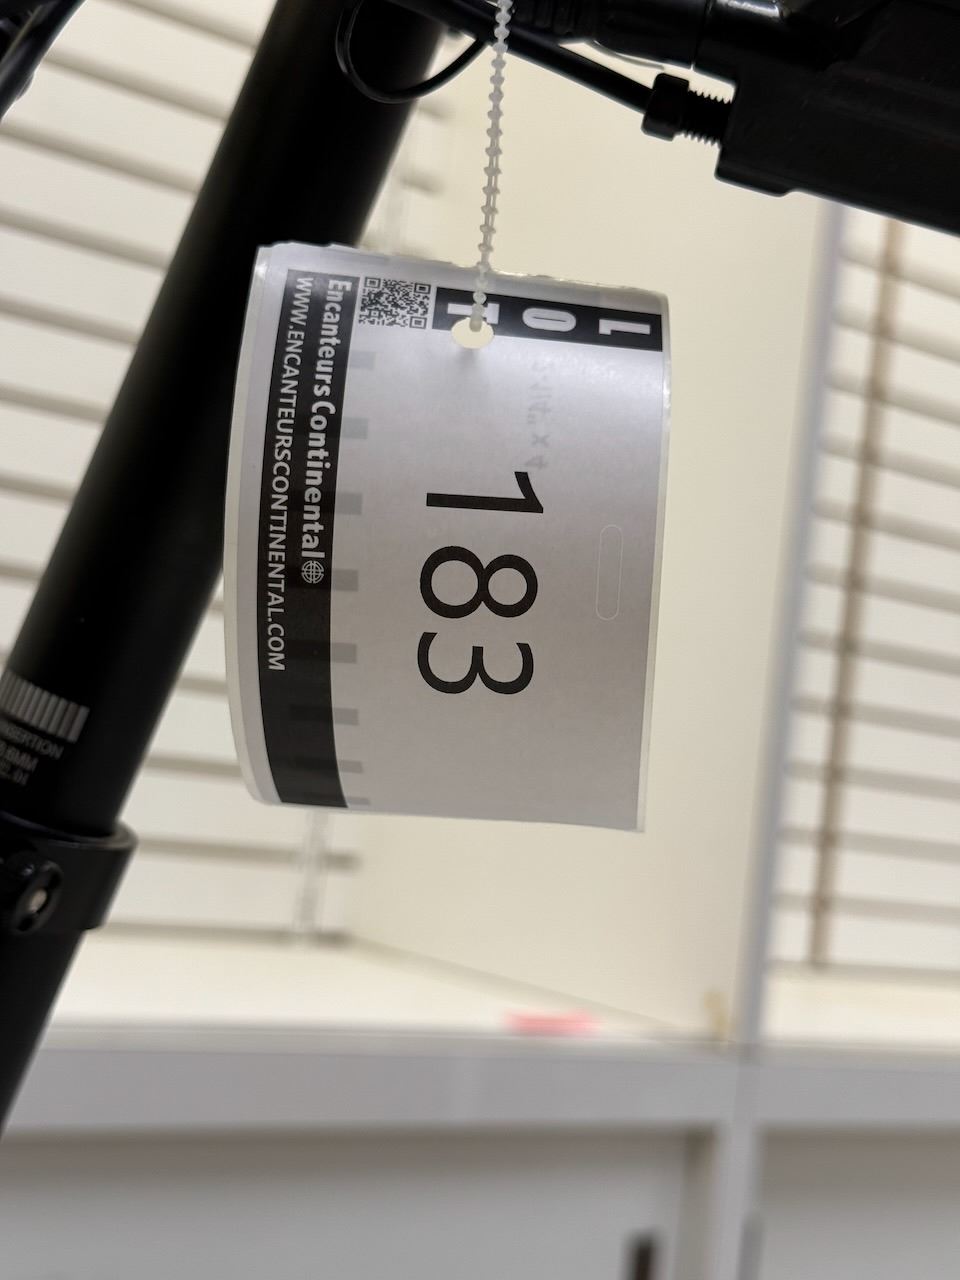 LOT
183
Encanteurs Continental
WWW.ENCANTEURSCONTINENTAL.COM